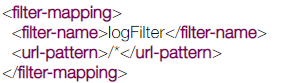 <filter-mapping>
<filter-name>logFilter</filter-name>
<url-pattern>/*</url-pattern>
</filter-mapping>